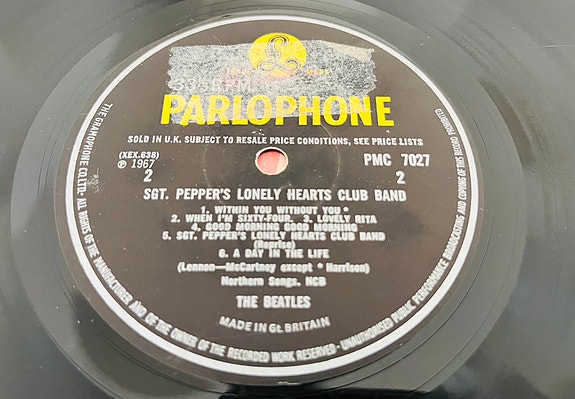 PARLOPHONE
SOLD IN U.K. SUBJECT TO RESALE PRICE CONDITIONS, SEE PRICE LISTS
(XEX.638)
℗ 1967
2
PMC 7027
2
SGT. PEPPER'S LONELY HEARTS CLUB BAND
1. WITHIN YOU WITHOUT YOU *
2. WHEN I'M SIXTY-FOUR. 3. LOVELY RITA
4. GOOD MORNING GOOD MORNING
5. SGT. PEPPER'S LONELY HEARTS CLUB BAND
(Reprise)
6. A DAY IN THE LIFE
(Lennon—McCartney except * Harrison)
Northern Songs. NCB
THE BEATLES
MADE IN Gt. BRITAIN
THE GRAMOPHONE CO. LTD.- ALL RIGHTS OF THE MANUFACTURER AND OF THE OWNER OF THE RECORDED WORK RESERVED - UNAUTHORISED PUBLIC PERFORMANCE BROADCASTING AND COPYING OF THIS RECORD PROHIBITED